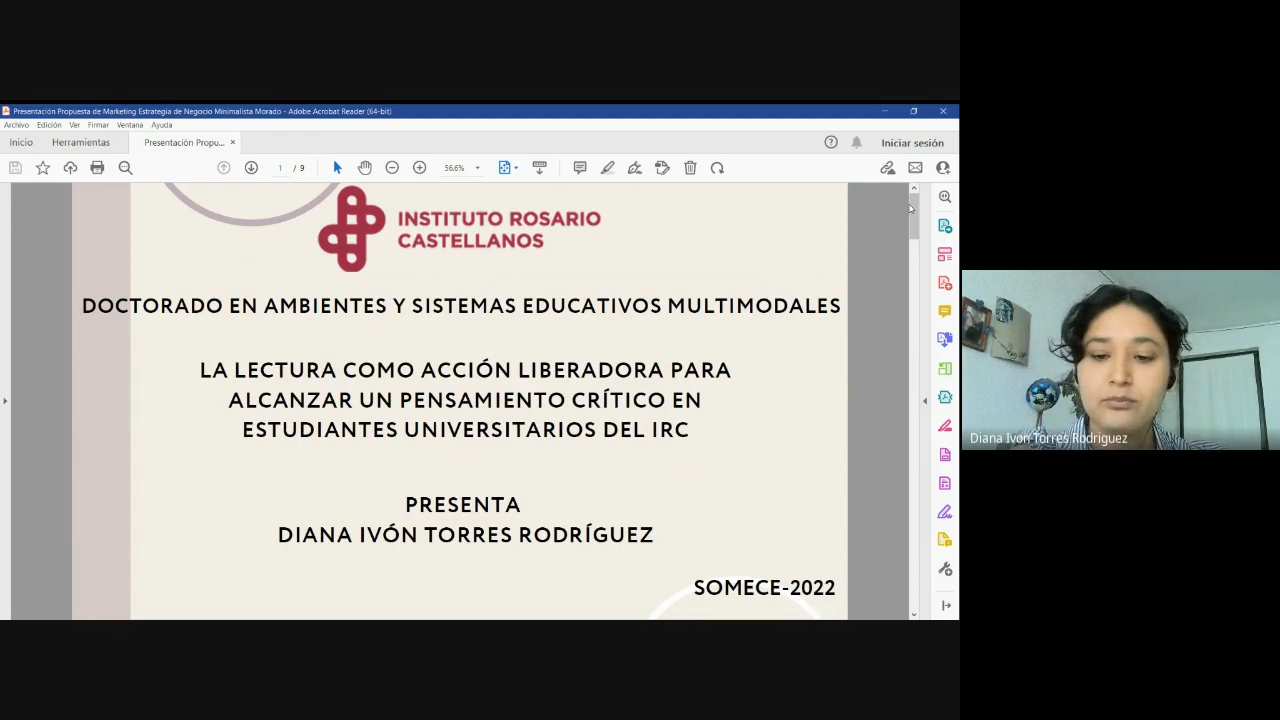 Presentación Propuesta de Marketing Estrategia de Negocio Minimalista Morado - Adobe Acrobat Reader (64-bit)
Archivo Edición Ver Firmar Ventana Ayuda
Inicio Herramientas Presentación Propu... × Iniciar sesión
1 / 9 56.6%
INSTITUTO ROSARIO
CASTELLANOS
DOCTORADO EN AMBIENTES Y SISTEMAS EDUCATIVOS MULTIMODALES
LA LECTURA COMO ACCIÓN LIBERADORA PARA
ALCANZAR UN PENSAMIENTO CRÍTICO EN
ESTUDIANTES UNIVERSITARIOS DEL IRC
PRESENTA
DIANA IVÓN TORRES RODRÍGUEZ
SOMECE-2022
Diana Ivon Torres Rodriguez